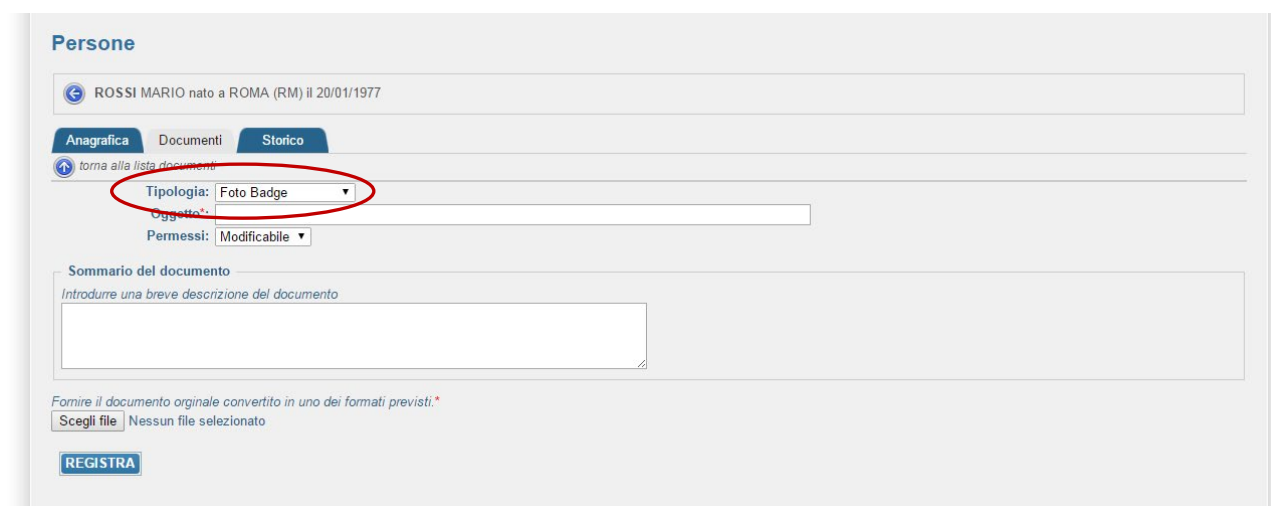 Persone
ROSSI MARIO nato a ROMA (RM) il 20/01/1977
Anagrafica Documenti Storico
torna alla lista documenti
Tipologia: Foto Badge
Oggetto*:
Permessi: Modificabile
Sommario del documento
Introdurre una breve descrizione del documento
Fornire il documento orginale convertito in uno dei formati previsti.*
Scegli file Nessun file selezionato
REGISTRA